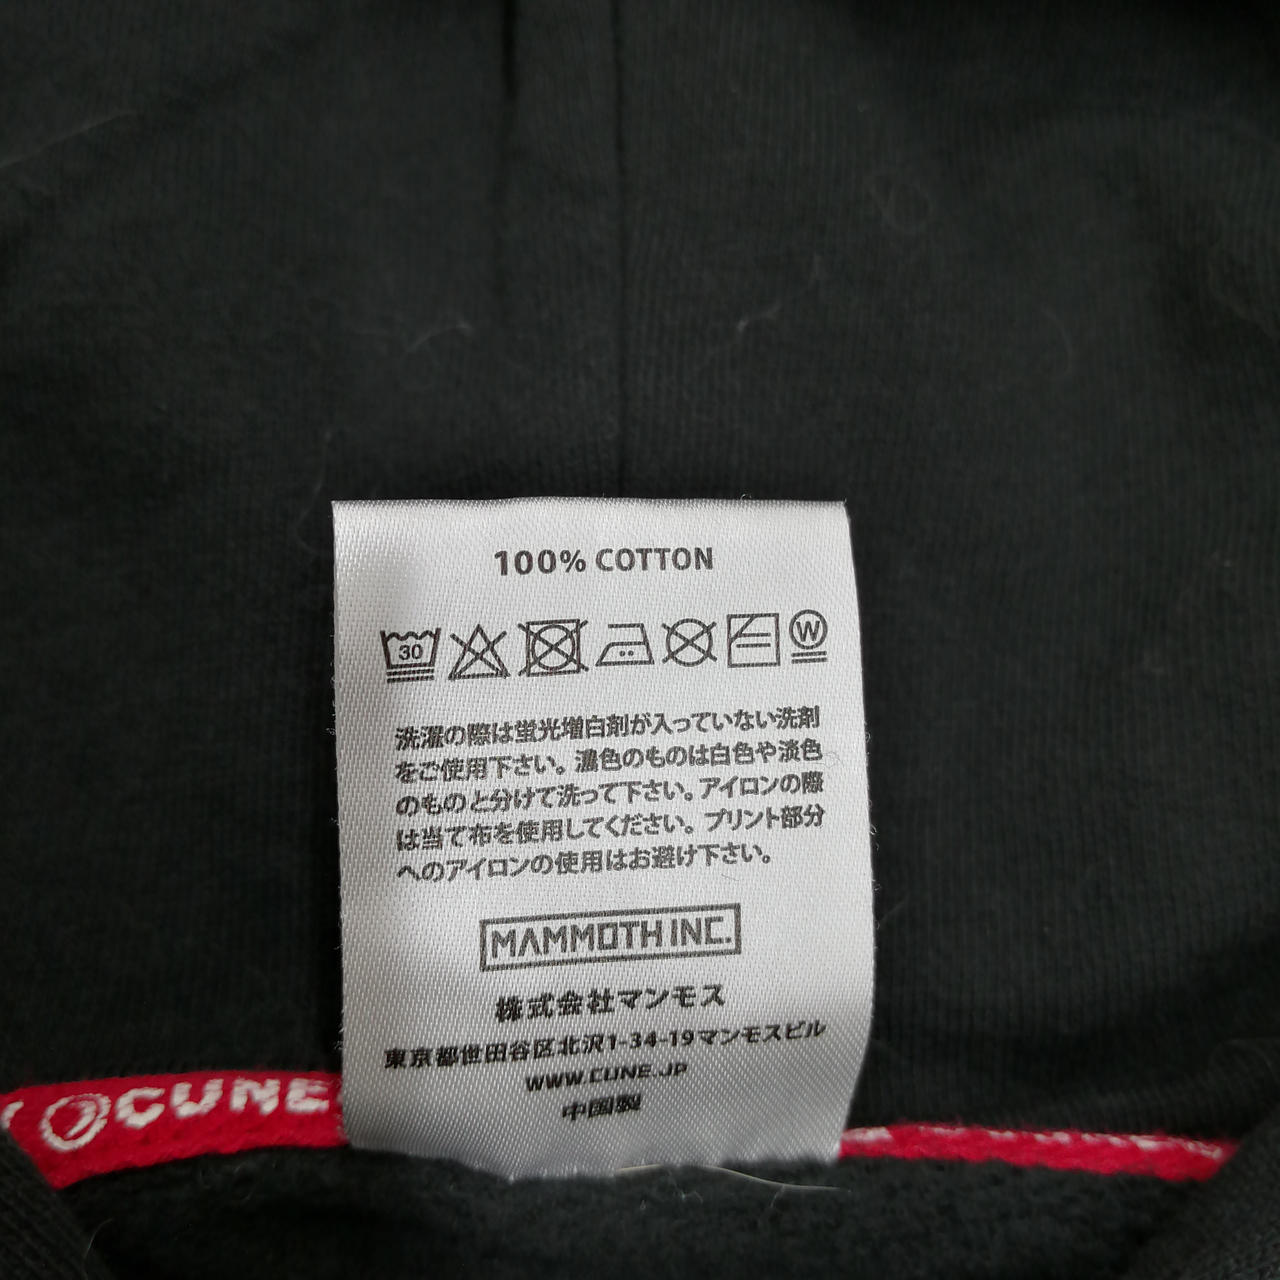 100% COTTON
30
W
洗濯の際は蛍光増白剤が入っていない洗剤
をご使用下さい。濃色のものは白色や淡色
のものと分けて洗って下さい。アイロンの際
は当て布を使用してください。プリント部分
へのアイロンの使用はお避け下さい。
MAMMOTH INC.
株式会社マンモス
東京都世田谷区北沢1-34-19マンモスビル
WWW.CUNE.JP
中国製
CUNE